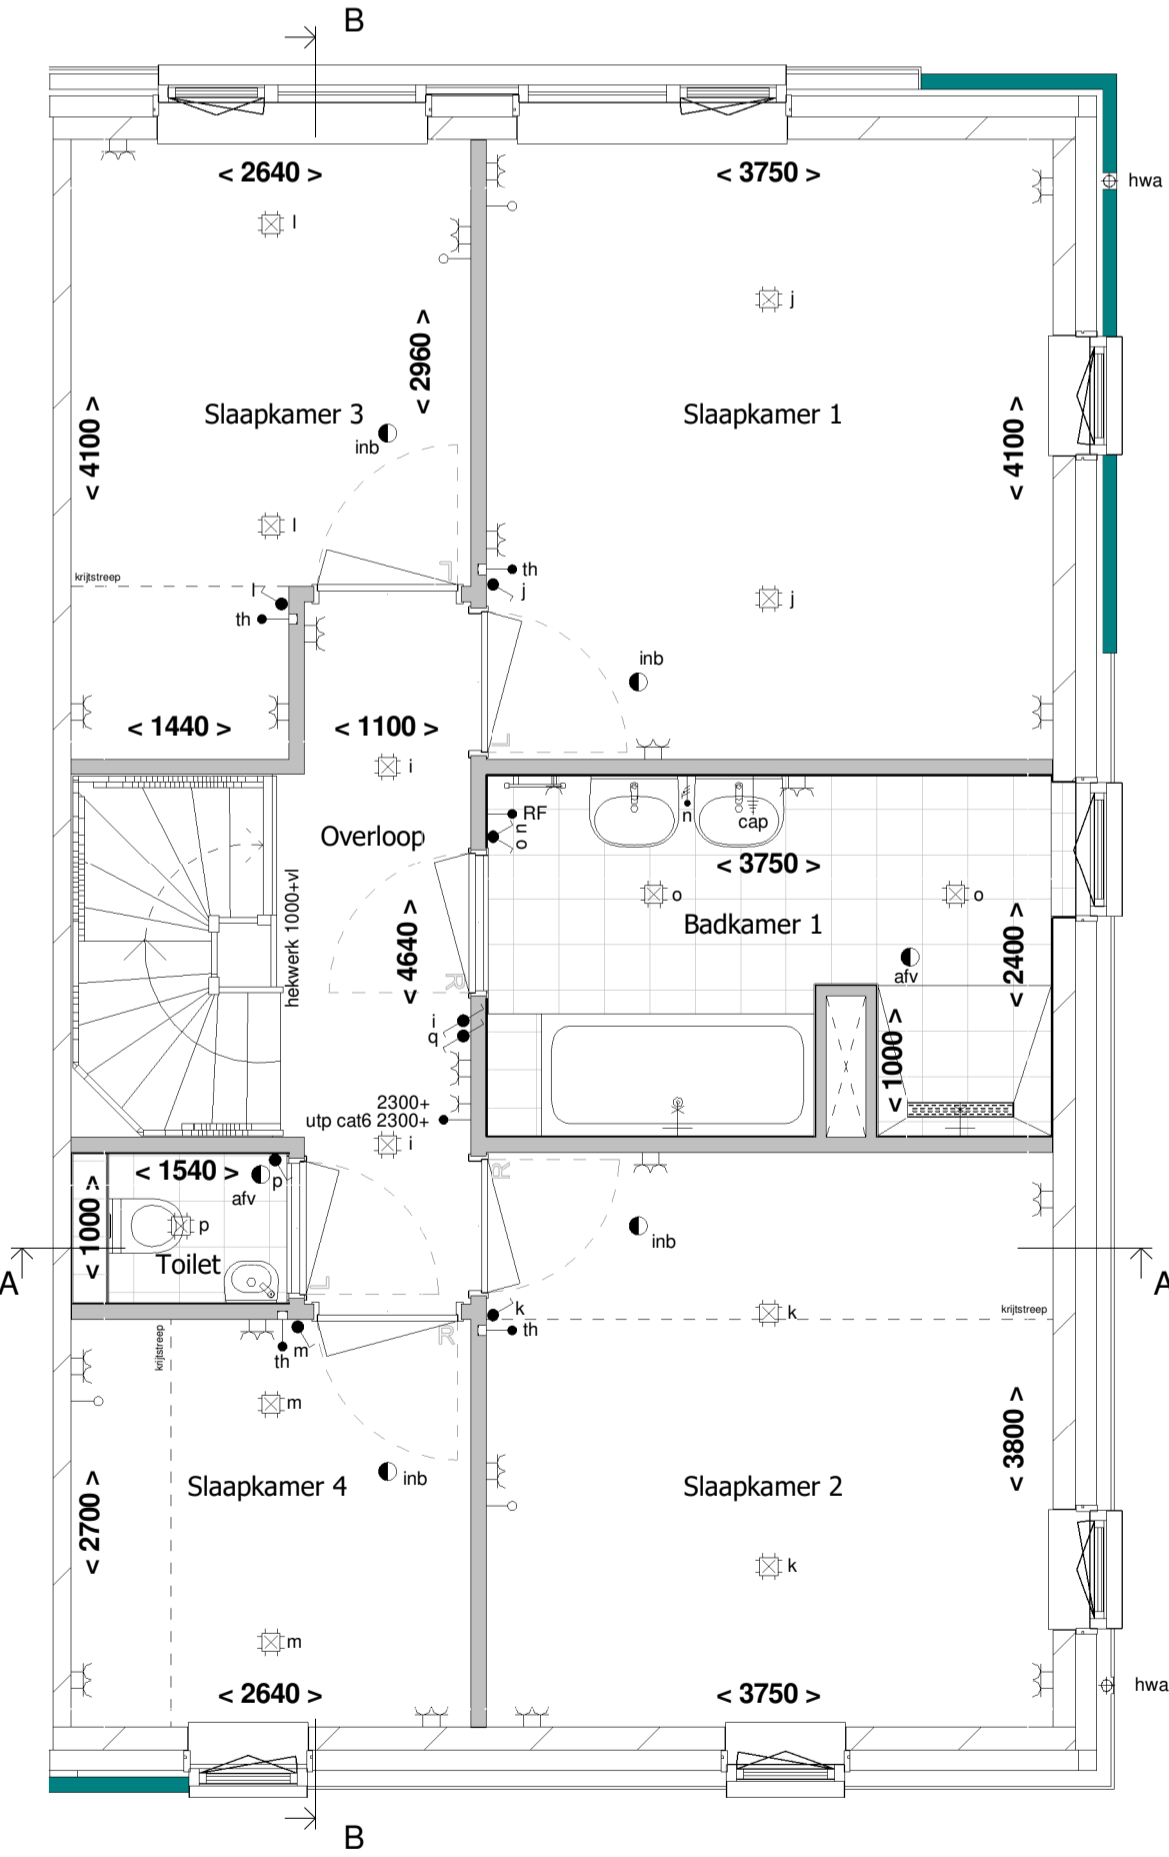 B
< 2640 >
< 3750 >
hwa
l
j
< 2960 >
< 4100 >
Slaapkamer 3
inb
Slaapkamer 1
< 4100 >
l
krijtstreep
l
th
th
j
L
j
inb
L
< 1440 >
< 1100 >
i
Overloop
hekwerk 1000+vl
< 4640 >
R
RF
n
o
n
cap
< 3750 >
o
o
Badkamer 1
afv
< 2400 >
< 1000 >
i
q
2300+
utp cat6 2300+
i
< 1540 >
afv
p
< 1000 >
p
Toilet
L
R
inb
A
A
k
th
k
krijtstreep
th
m
R
krijtstreep
m
< 2700 >
Slaapkamer 4
inb
Slaapkamer 2
< 3800 >
k
m
< 2640 >
< 3750 >
hwa
B